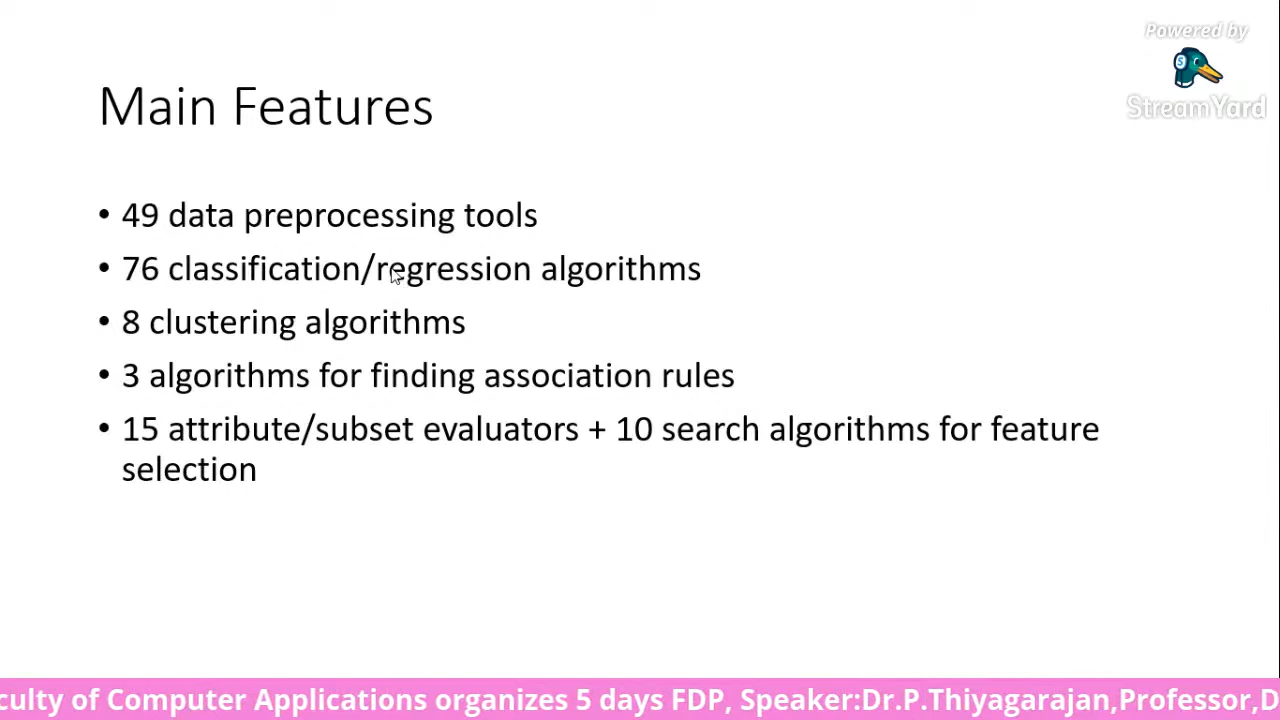 Powered by
StreamYard
Main Features
• 49 data preprocessing tools
• 76 classification/regression algorithms
• 8 clustering algorithms
• 3 algorithms for finding association rules
• 15 attribute/subset evaluators + 10 search algorithms for feature
selection
culty of Computer Applications organizes 5 days FDP, Speaker:Dr.P.Thiyagarajan,Professor,D